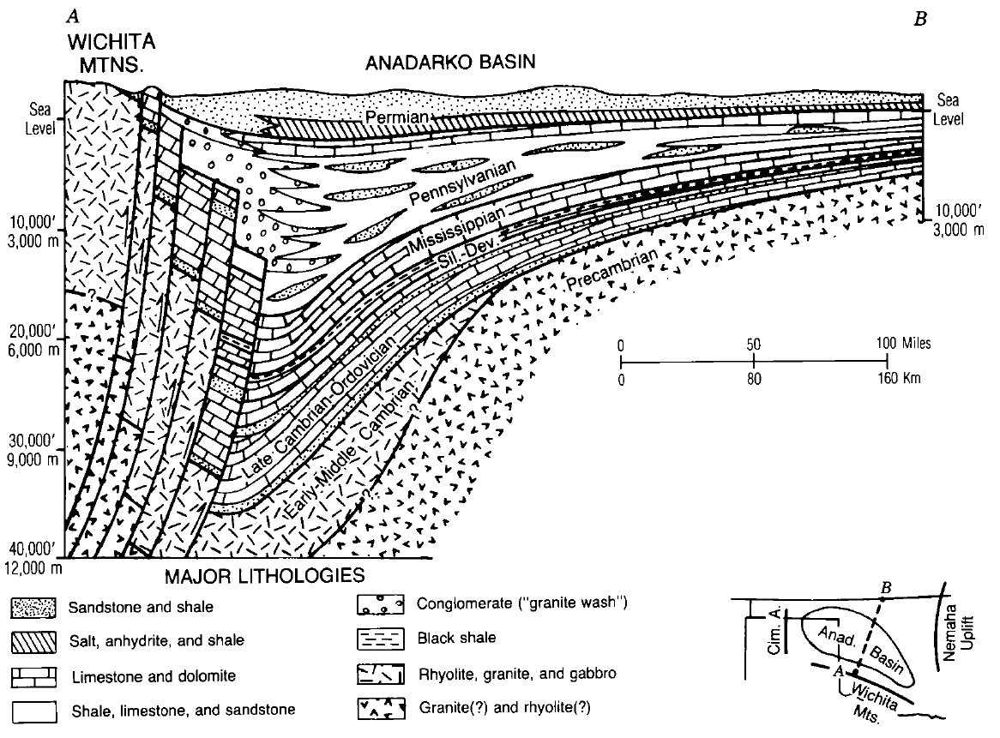 A
B
WICHITA
MTNS.
ANADARKO BASIN
Sea
Level
Sea
Level
Permian
Pennsylvanian
Mississippian
Sil.-Dev.
Precambrian
10,000'
3,000 m
10,000'
3,000 m
?
20,000'
6,000 m
0 50 100 Miles
0 80 160 Km
Late Cambrian-Ordovician
Early-Middle Cambrian
?
?
30,000'
9,000 m
40,000'
12,000 m
MAJOR LITHOLOGIES
Sandstone and shale
Salt, anhydrite, and shale
Limestone and dolomite
Shale, limestone, and sandstone
Conglomerate ("granite wash")
Black shale
Rhyolite, granite, and gabbro
Granite(?) and rhyolite(?)
B
Cim. A.
Anad.
Basin
Nemaha
Uplift
A
Wichita
Mts.